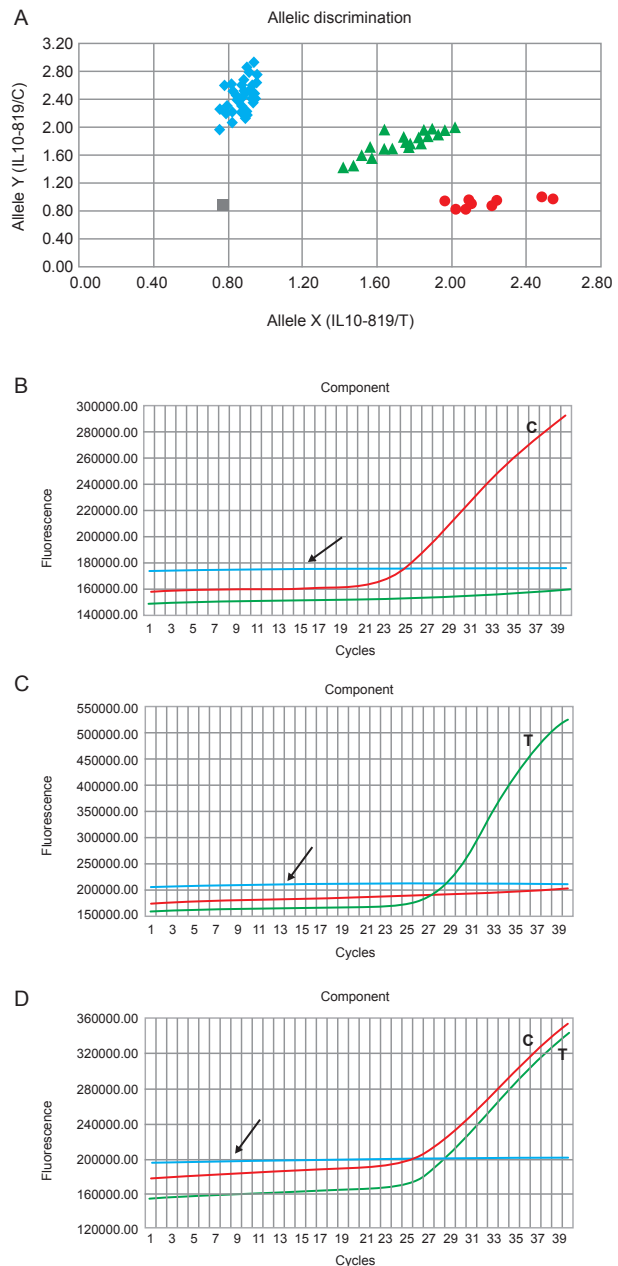 A
Allelic discrimination
Allele Y (IL10-819/C)
3.20
2.80
2.40
2.00
1.60
1.20
0.80
0.40
0.00
0.00 0.40 0.80 1.20 1.60 2.00 2.40 2.80
Allele X (IL10-819/T)
B
Component
Fluorescence
300000.00
280000.00
260000.00
240000.00
220000.00
200000.00
180000.00
160000.00
140000.00
C
1 3 5 7 9 11 13 15 17 19 21 23 25 27 29 31 33 35 37 39
Cycles
C
Component
Fluorescence
550000.00
500000.00
450000.00
400000.00
350000.00
300000.00
250000.00
200000.00
150000.00
T
1 3 5 7 9 11 13 15 17 19 21 23 25 27 29 31 33 35 37 39
Cycles
D
Component
Fluorescence
360000.00
320000.00
280000.00
240000.00
200000.00
160000.00
120000.00
C
T
1 3 5 7 9 11 13 15 17 19 21 23 25 27 29 31 33 35 37 39
Cycles